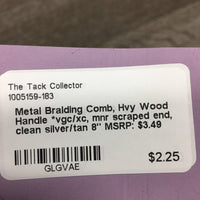 The Tack Collector
1005159-183
Metal Braiding Comb, Hvy Wood
Handle *vgc/xc, mnr scraped end,
clean silver/tan 8" MSRP: $3.49
GLGVAE
$2.25